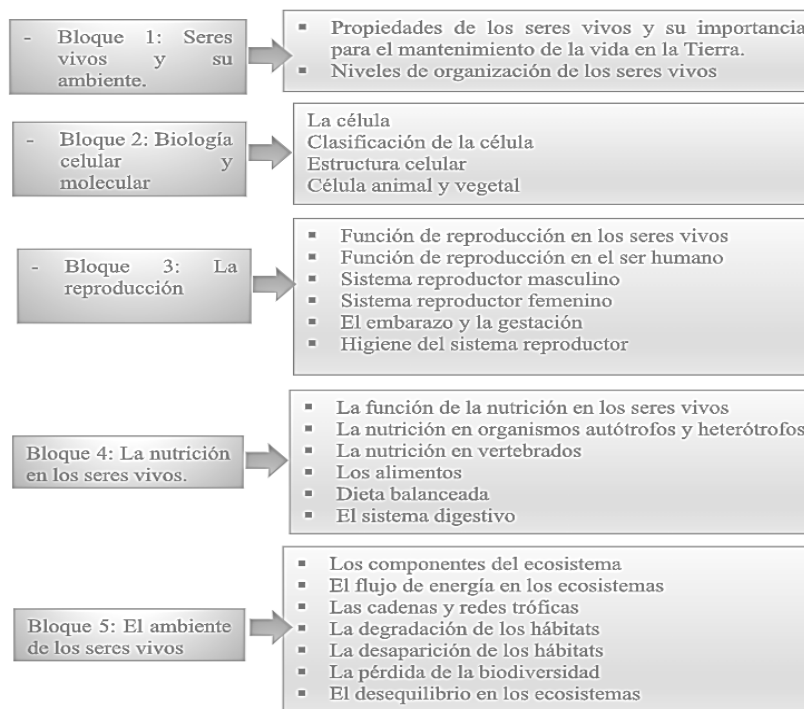 - Bloque 1: Seres
vivos y su
ambiente.
▪ Propiedades de los seres vivos y su importancia
para el mantenimiento de la vida en la Tierra.
▪ Niveles de organización de los seres vivos
- Bloque 2: Biología
celular y
molecular
La célula
Clasificación de la célula
Estructura celular
Célula animal y vegetal
- Bloque 3: La
reproducción
▪ Función de reproducción en los seres vivos
▪ Función de reproducción en el ser humano
▪ Sistema reproductor masculino
▪ Sistema reproductor femenino
▪ El embarazo y la gestación
▪ Higiene del sistema reproductor
Bloque 4: La nutrición
en los seres vivos.
▪ La función de la nutrición en los seres vivos
▪ La nutrición en organismos autótrofos y heterótrofos
▪ La nutrición en vertebrados
▪ Los alimentos
▪ Dieta balanceada
▪ El sistema digestivo
Bloque 5: El ambiente
de los seres vivos
▪ Los componentes del ecosistema
▪ El flujo de energía en los ecosistemas
▪ Las cadenas y redes tróficas
▪ La degradación de los hábitats
▪ La desaparición de los hábitats
▪ La pérdida de la biodiversidad
▪ El desequilibrio en los ecosistemas